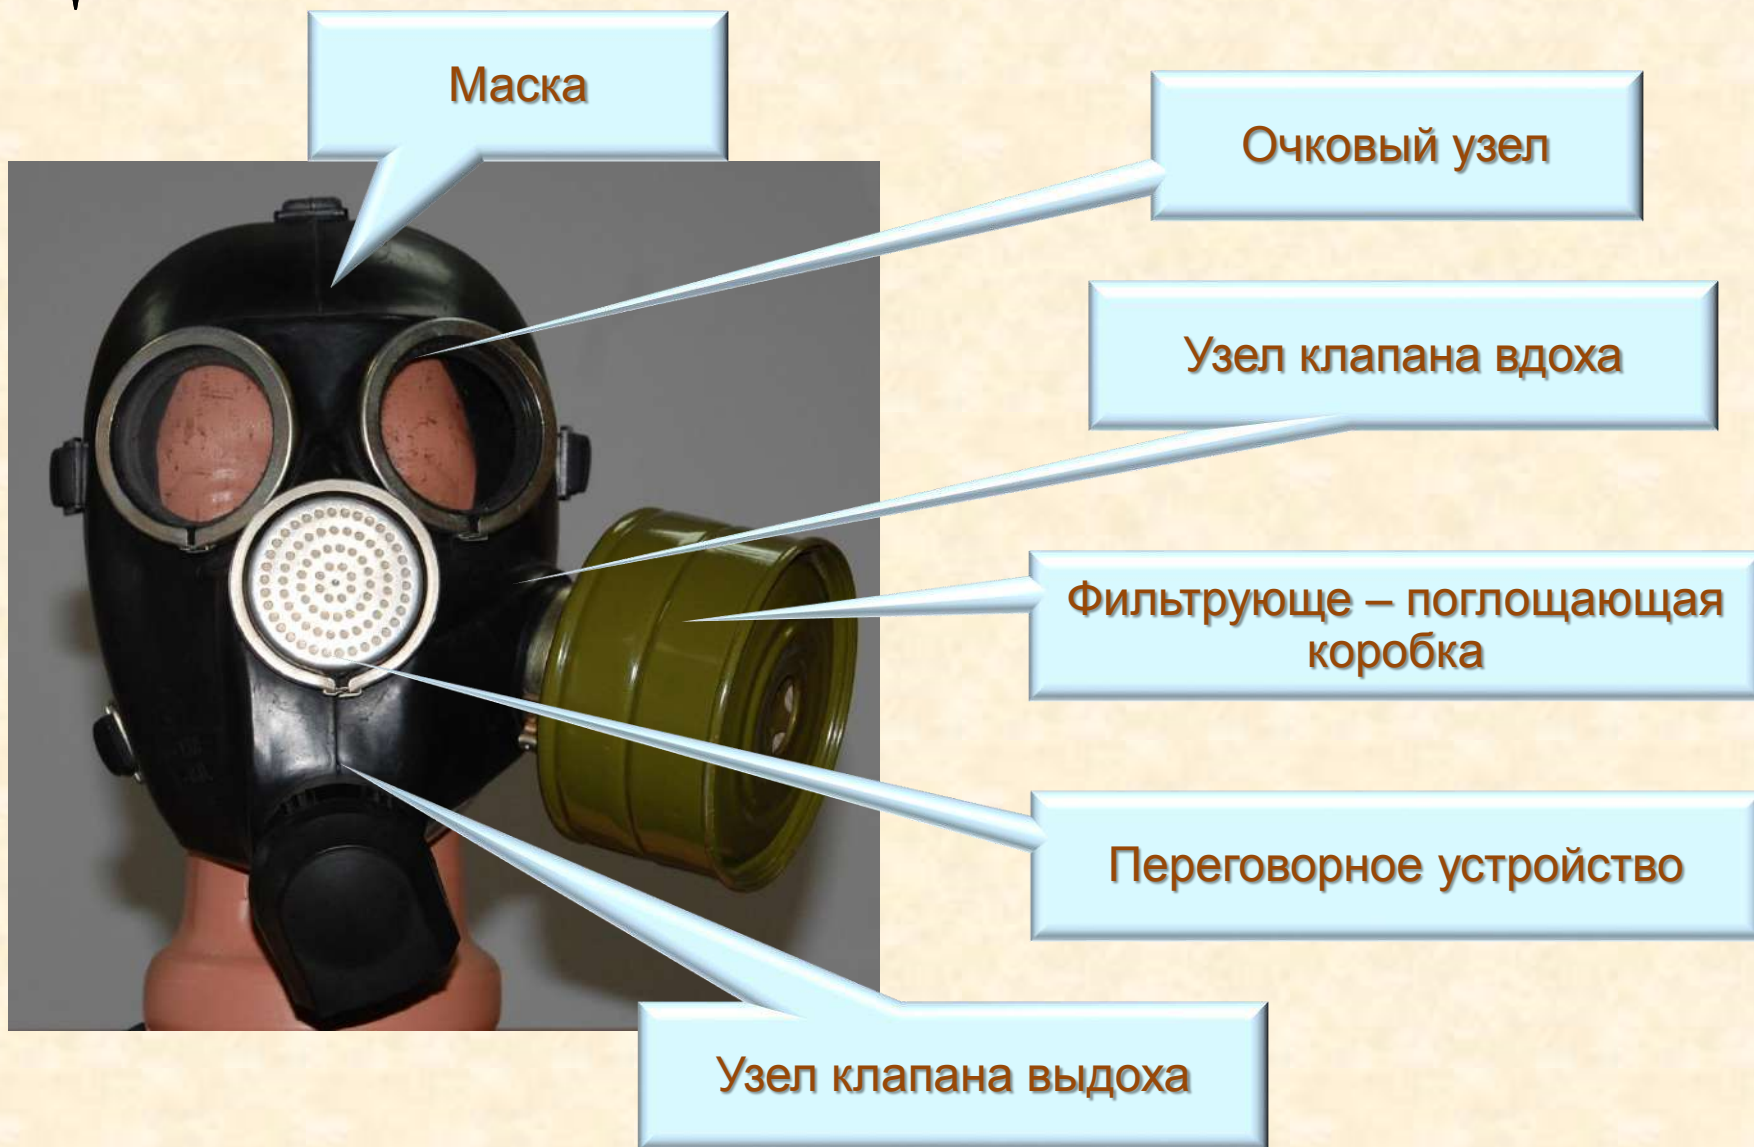 Маска
Очковый узел
Узел клапана вдоха
Фильтрующе – поглощающая
коробка
Переговорное устройство
Узел клапана выдоха